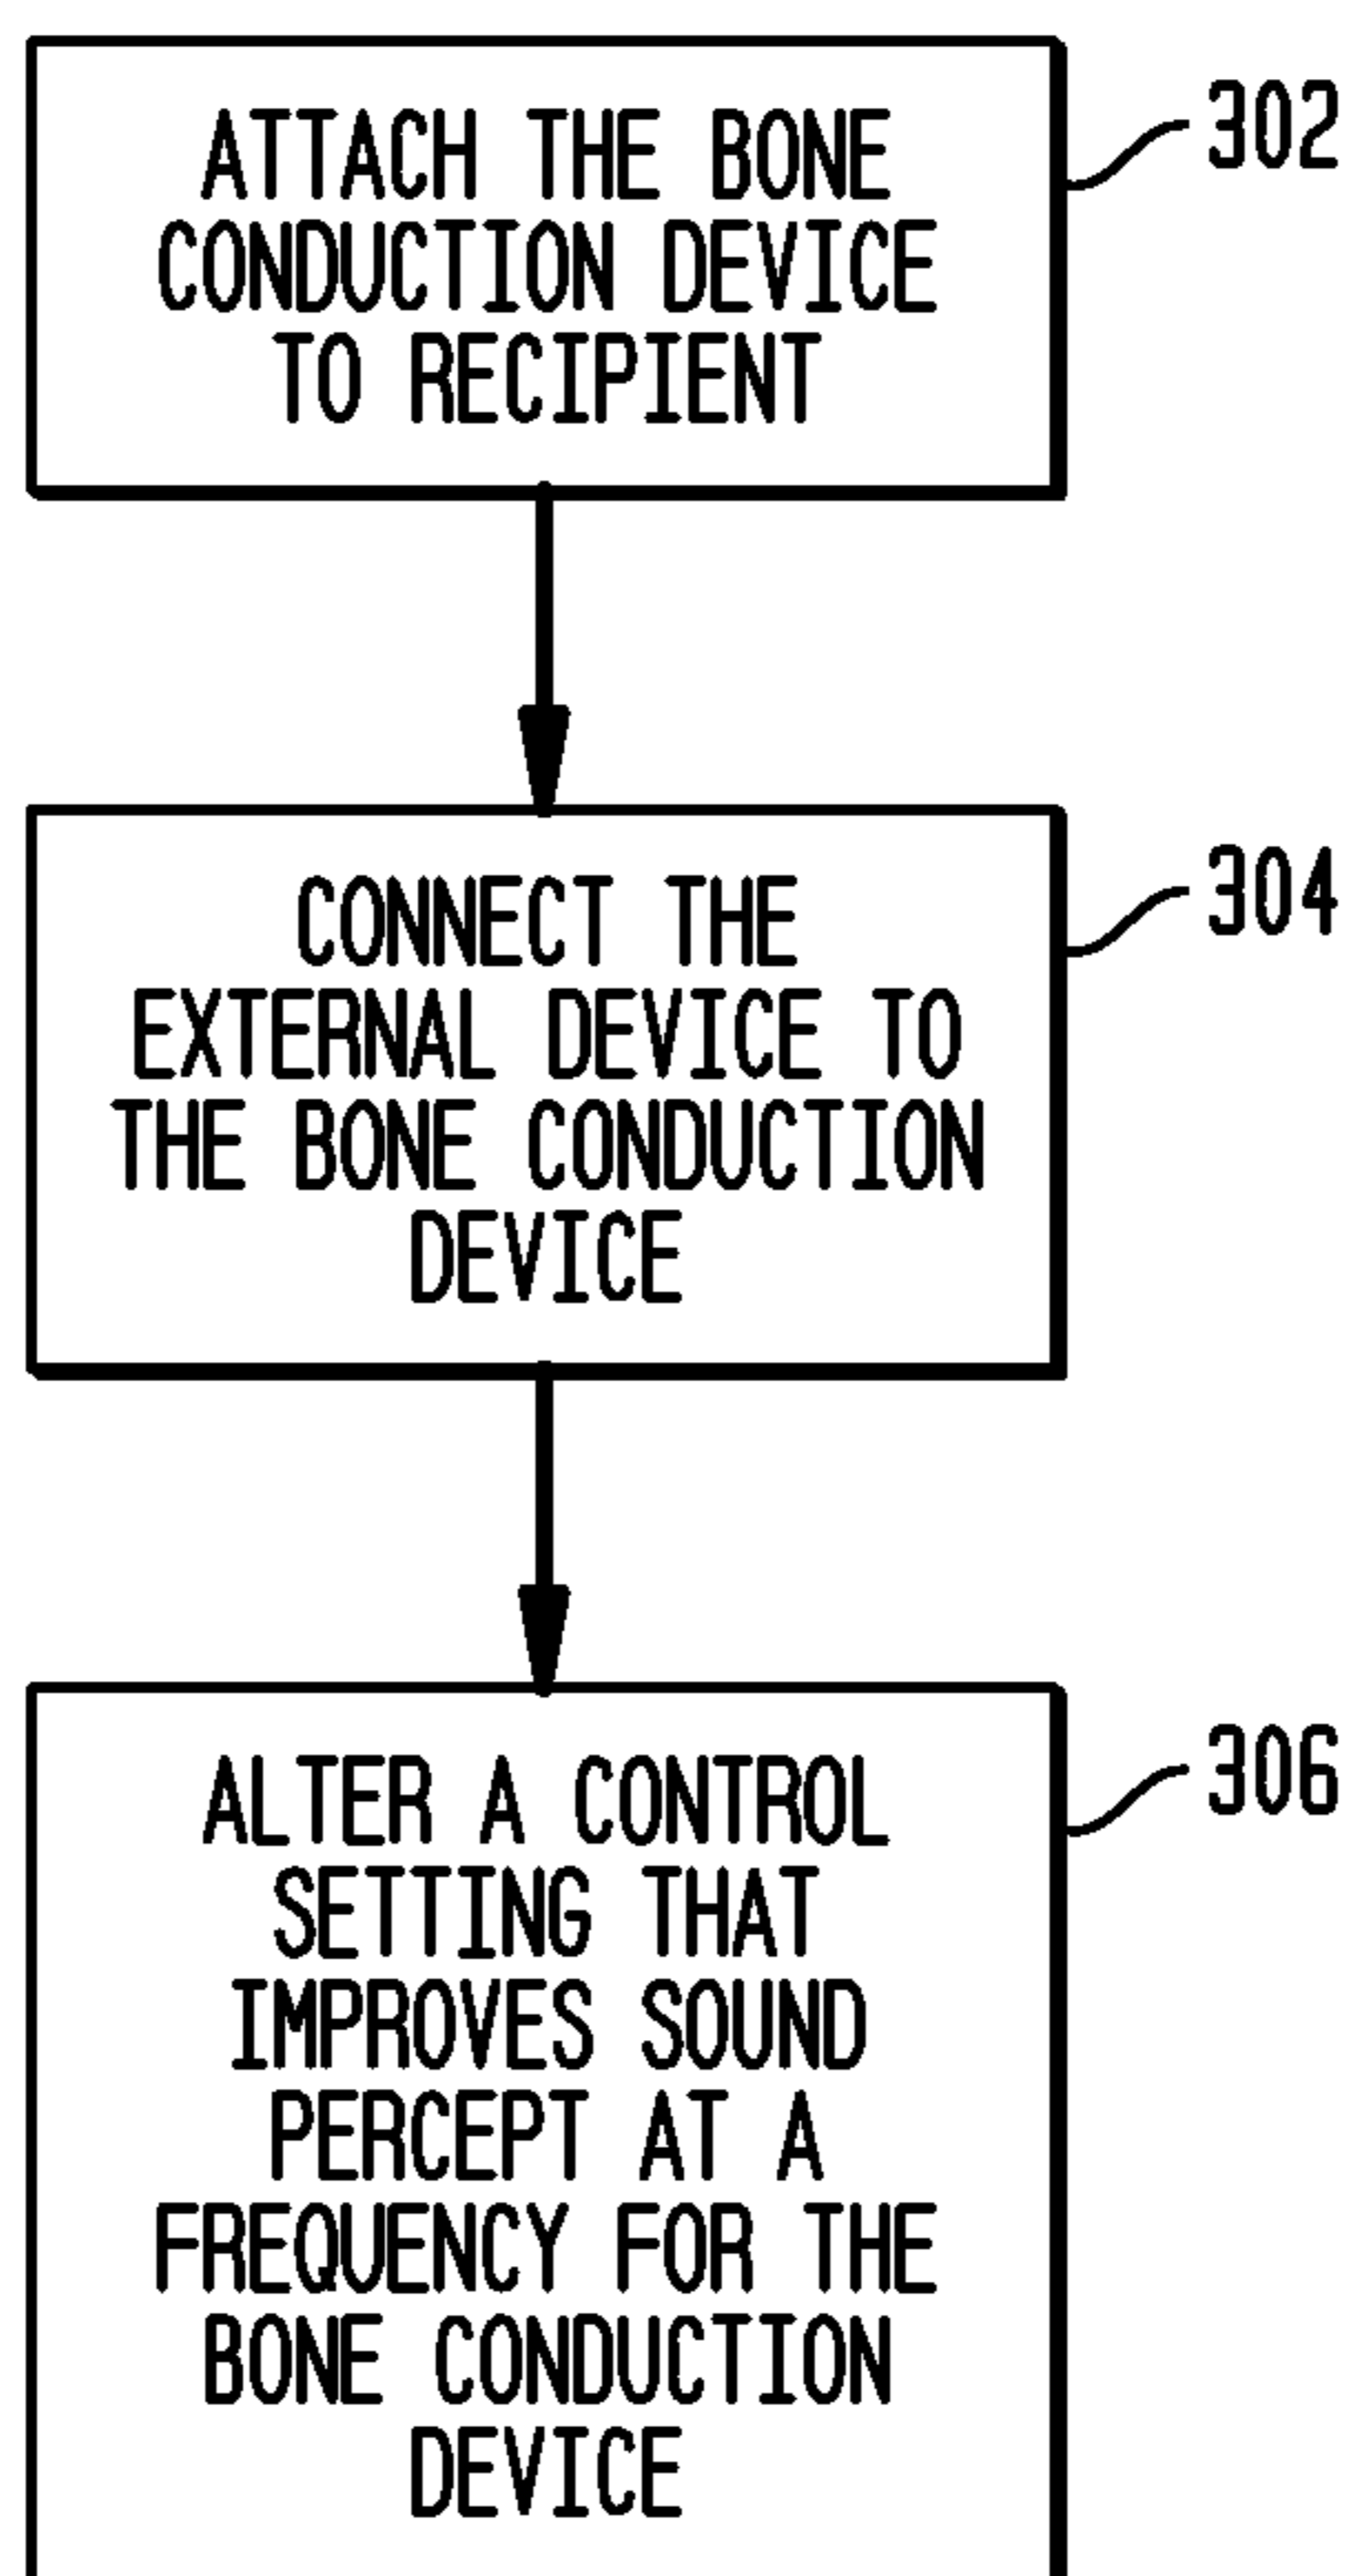 ATTACH THE BONE
CONDUCTION DEVICE
TO RECIPIENT
302
CONNECT THE
EXTERNAL DEVICE TO
THE BONE CONDUCTION
DEVICE
304
ALTER A CONTROL
SETTING THAT
IMPROVES SOUND
PERCEPT AT A
FREQUENCY FOR THE
BONE CONDUCTION
DEVICE
306